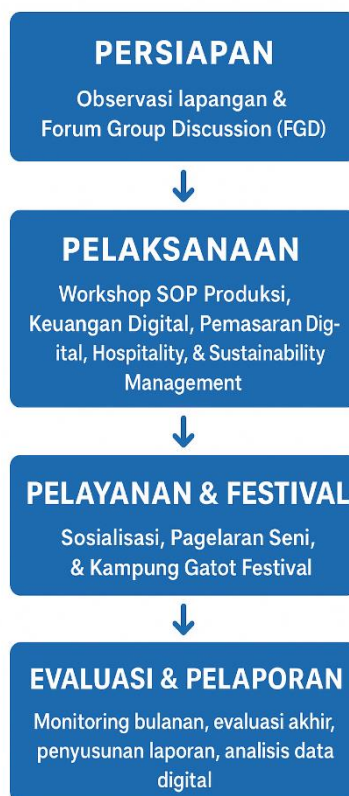 PERSIAPAN
Observasi lapangan &
Forum Group Discussion (FGD)
PELAKSANAAN
Workshop SOP Produksi,
Keuangan Digital, Pemasaran Dig-
ital, Hospitality, & Sustainability
Management
PELAYANAN & FESTIVAL
Sosialisasi, Pagelaran Seni,
& Kampung Gatot Festival
EVALUASI & PELAPORAN
Monitoring bulanan, evaluasi akhir,
penyusunan laporan, analisis data
digital